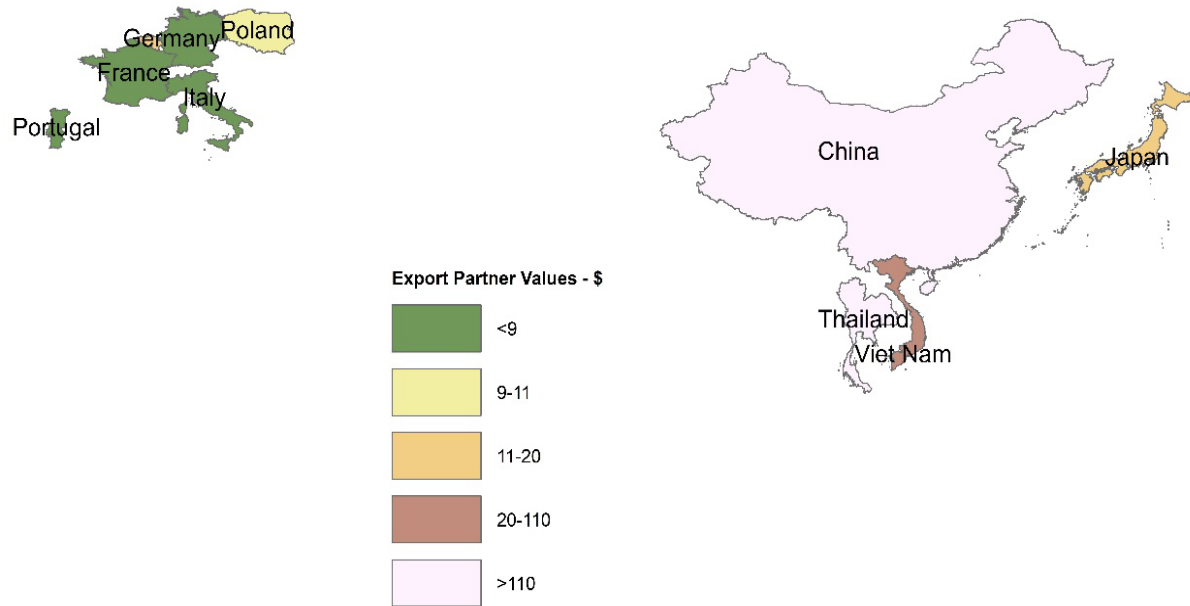 Poland
Germany
France
Italy
Portugal
China
Japan
Thailand
Viet Nam
Export Partner Values - $
<9
9-11
11-20
20-110
>110